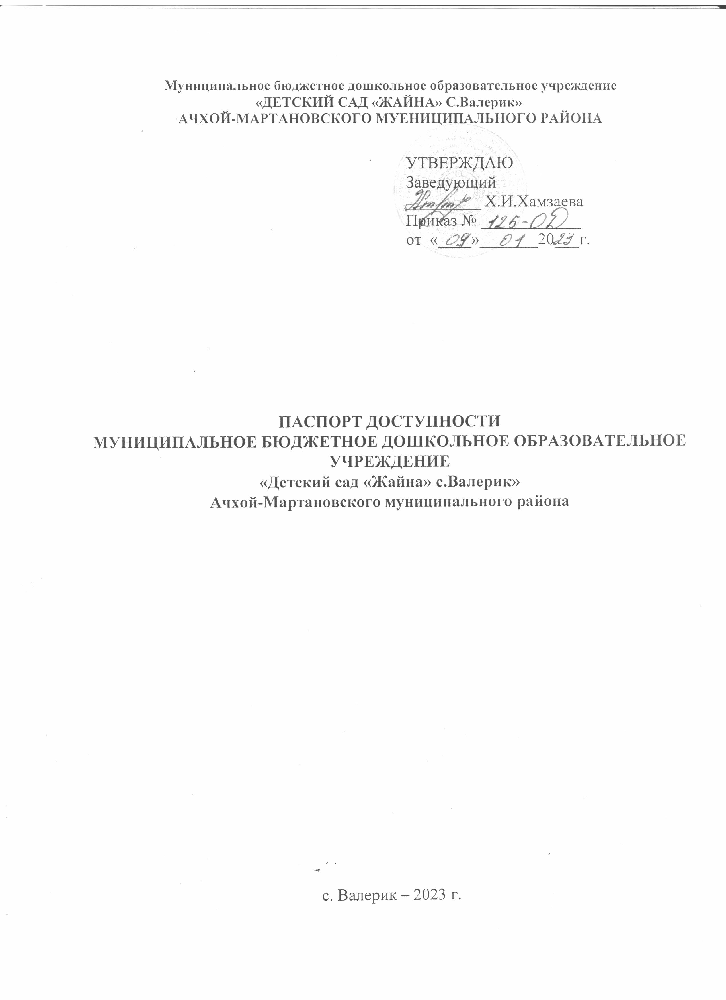 Муниципальное бюджетное дошкольное образовательное учреждение
«ДЕТСКИЙ САД «ЖАЙНА» С.Валерик»
АЧХОЙ-МАРТАНОВСКОГО МУЕНИЦИПАЛЬНОГО РАЙОНА
УТВЕРЖДАЮ
Заведующий
Х.И.Хамзаева
Приказ № 125-ОД
от «09» 01 2023 г.
ПАСПОРТ ДОСТУПНОСТИ
МУНИЦИПАЛЬНОЕ БЮДЖЕТНОЕ ДОШКОЛЬНОЕ ОБРАЗОВАТЕЛЬНОЕ
УЧРЕЖДЕНИЕ
«Детский сад «Жайна» с.Валерик»
Ачхой-Мартановского муниципального района
с. Валерик – 2023 г.